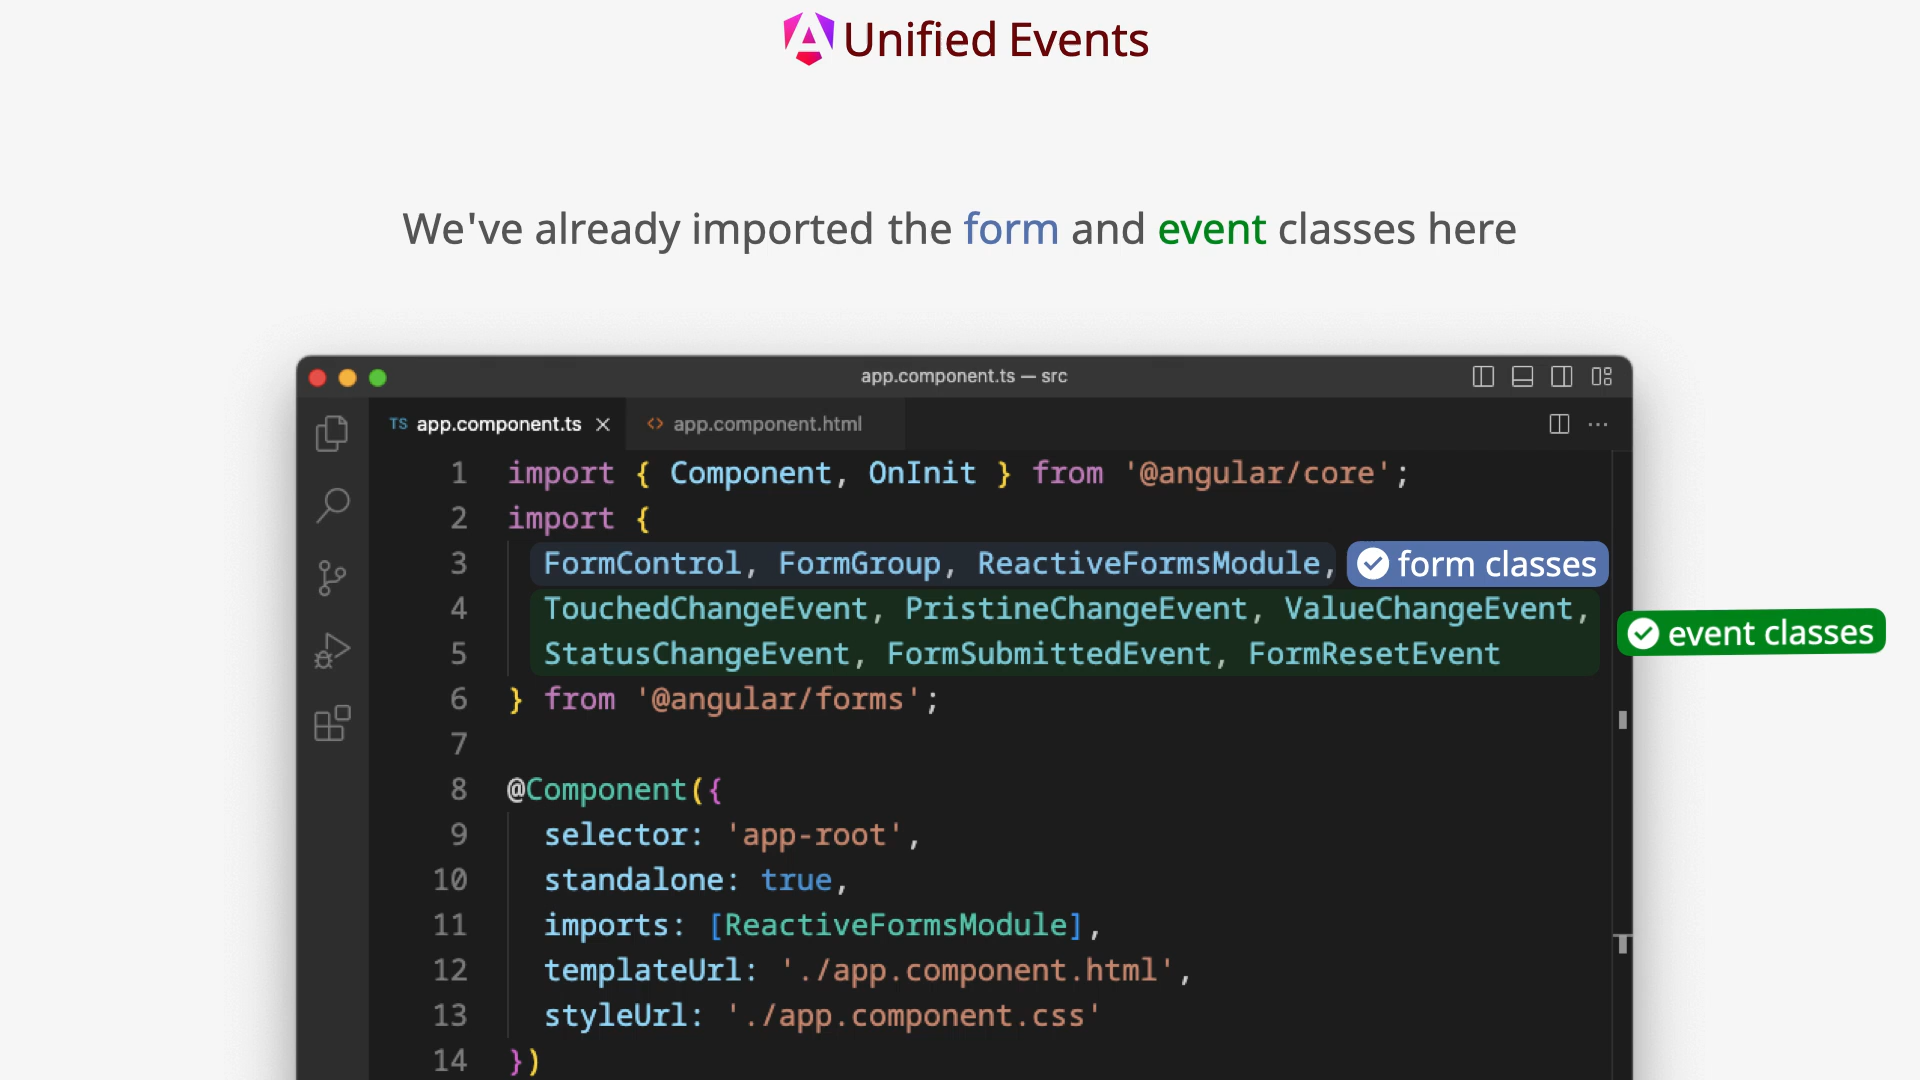 Unified Events
We've already imported the form and event classes here
app.component.ts — src
TS app.component.ts
<> app.component.html
1 import { Component, OnInit } from '@angular/core';
2 import {
3 FormControl, FormGroup, ReactiveFormsModule, form classes
4 TouchedChangeEvent, PristineChangeEvent, ValueChangeEvent,
event classes
5 StatusChangeEvent, FormSubmittedEvent, FormResetEvent
6 } from '@angular/forms';
7
8 @Component({
9 selector: 'app-root',
10 standalone: true,
11 imports: [ReactiveFormsModule],
12 templateUrl: './app.component.html',
13 styleUrl: './app.component.css'
14 })